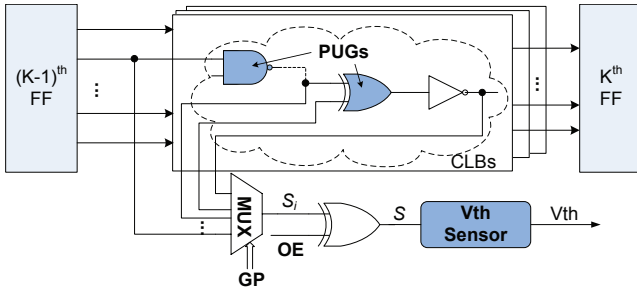 (K-1)th
FF
...
PUGs
CLBs
...
Kth
FF
MUX
...
Si
OE
GP
S
Vth
Sensor
Vth